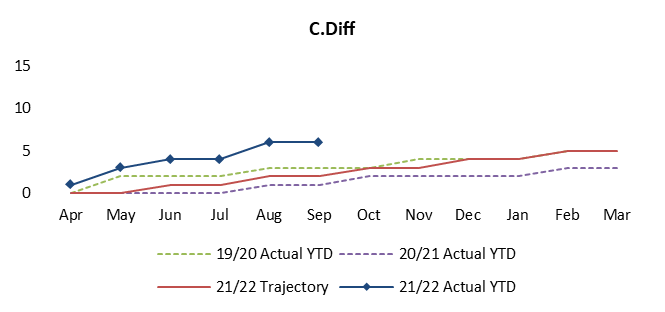 C.Diff
15
10
5
0
Apr May Jun Jul Aug Sep Oct Nov Dec Jan Feb Mar
19/20 Actual YTD 20/21 Actual YTD
21/22 Trajectory 21/22 Actual YTD